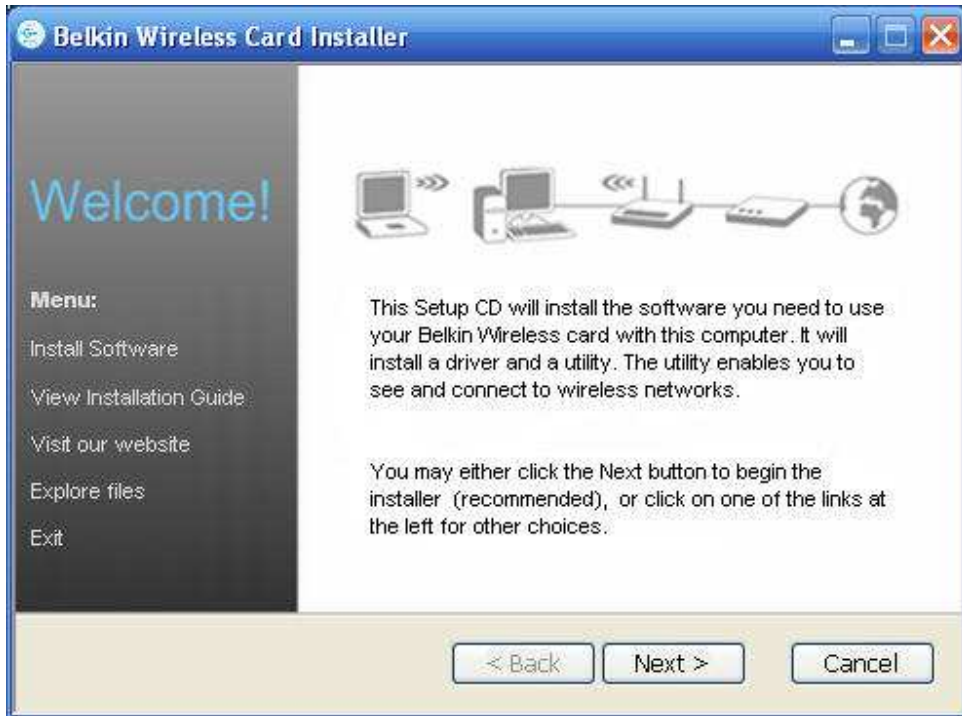 Belkin Wireless Card Installer
Welcome!
Menu:
Install Software
View Installation Guide
Visit our website
Explore files
Exit
This Setup CD will install the software you need to use
your Belkin Wireless card with this computer. It will
install a driver and a utility. The utility enables you to
see and connect to wireless networks.
You may either click the Next button to begin the
installer (recommended), or click on one of the links at
the left for other choices.
< Back
Next >
Cancel